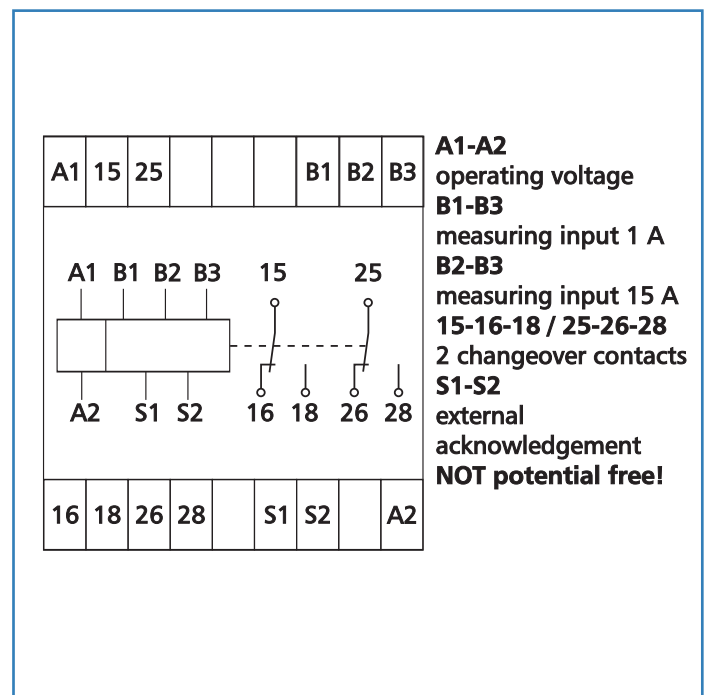 A1 15 25 B1 B2 B3
A1 B1 B2 B3 15 25
A2 S1 S2 16 18 26 28
16 18 26 28 S1 S2 A2
A1-A2
operating voltage
B1-B3
measuring input 1 A
B2-B3
measuring input 15 A
15-16-18 / 25-26-28
2 changeover contacts
S1-S2
external
acknowledgement
NOT potential free!